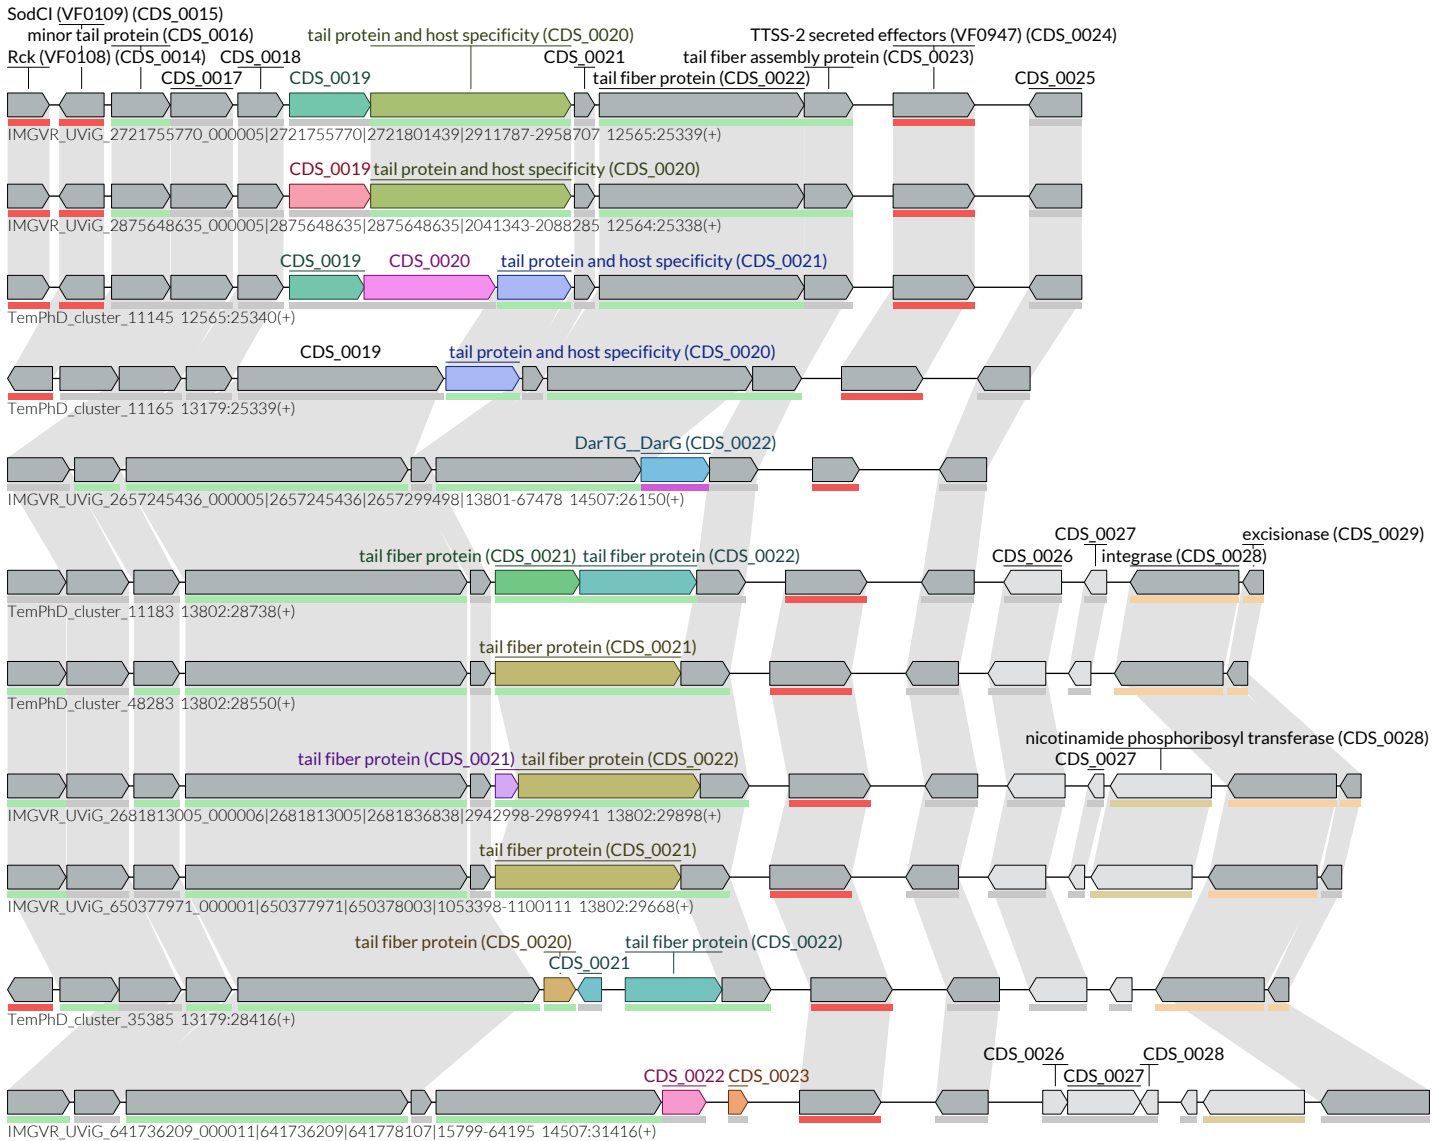 SodCI (VF0109) (CDS_0015)
minor tail protein (CDS_0016)
tail protein and host specificity (CDS_0020)
TTSS-2 secreted effectors (VF0947) (CDS_0024)
Rck (VF0108) (CDS_0014)
CDS_0018
CDS_0021
tail fiber assembly protein (CDS_0023)
CDS_0017
CDS_0019
tail fiber protein (CDS_0022)
CDS_0025
IMGVR_UViG_2721755770_000005|2721755770|2721801439|2911787-2958707 12565:25339(+)
CDS_0019
tail protein and host specificity (CDS_0020)
IMGVR_UViG_2875648635_000005|2875648635|2875648635|2041343-2088285 12564:25338(+)
CDS_0019
CDS_0020
tail protein and host specificity (CDS_0021)
TemPhD_cluster_11145 12565:25340(+)
CDS_0019
tail protein and host specificity (CDS_0020)
TemPhD_cluster_11165 13179:25339(+)
DarTG__DarG (CDS_0022)
IMGVR_UViG_2657245436_000005|2657245436|2657299498|13801-67478 14507:26150(+)
CDS_0027
excisionase (CDS_0029)
tail fiber protein (CDS_0021)
tail fiber protein (CDS_0022)
CDS_0026
integrase (CDS_0028)
TemPhD_cluster_11183 13802:28738(+)
tail fiber protein (CDS_0021)
TemPhD_cluster_48283 13802:28550(+)
nicotinamide phosphoribosyl transferase (CDS_0028)
tail fiber protein (CDS_0021)
tail fiber protein (CDS_0022)
CDS_0027
IMGVR_UViG_2681813005_000006|2681813005|2681836838|2942998-2989941 13802:29898(+)
tail fiber protein (CDS_0021)
IMGVR_UViG_650377971_000001|650377971|650378003|1053398-1100111 13802:29668(+)
tail fiber protein (CDS_0020)
tail fiber protein (CDS_0022)
CDS_0021
TemPhD_cluster_35385 13179:28416(+)
CDS_0026
CDS_0028
CDS_0022
CDS_0023
CDS_0027
IMGVR_UViG_641736209_000011|641736209|641778107|15799-64195 14507:31416(+)